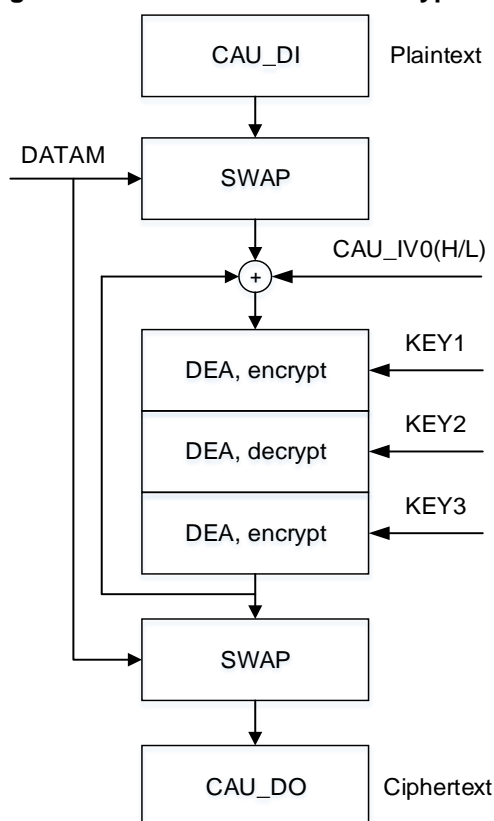 CAU_DI
Plaintext
DATAM
SWAP
CAU_IV0(H/L)
+
KEY1
DEA, encrypt
KEY2
DEA, decrypt
KEY3
DEA, encrypt
SWAP
CAU_DO
Ciphertext